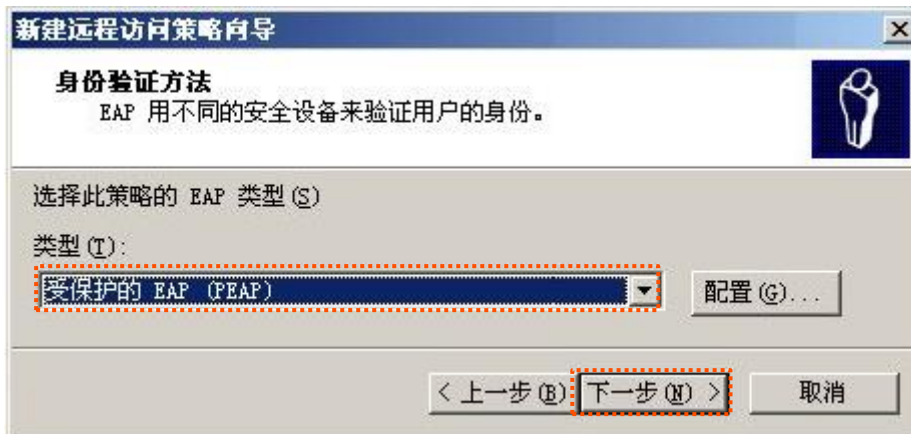 新建远程访问策略向导
身份验证方法
EAP 用不同的安全设备来验证用户的身份。
选择此策略的 EAP 类型(S)
类型(T):
受保护的 EAP (PEAP)
配置(G)...
< 上一步(B) 下一步(N) > 取消